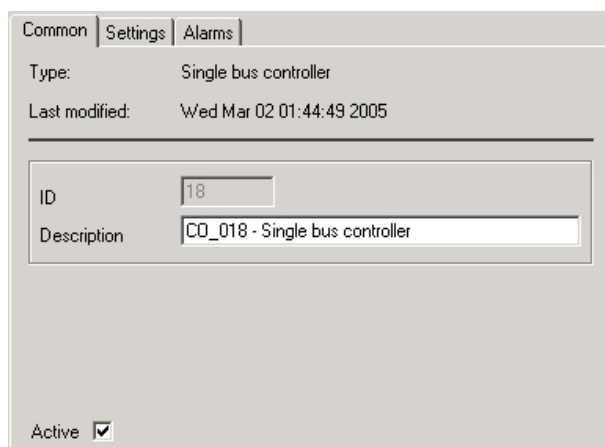 Common Settings Alarms
Type: Single bus controller
Last modified: Wed Mar 02 01:44:49 2005
ID 18
Description CO_018 - Single bus controller
Active